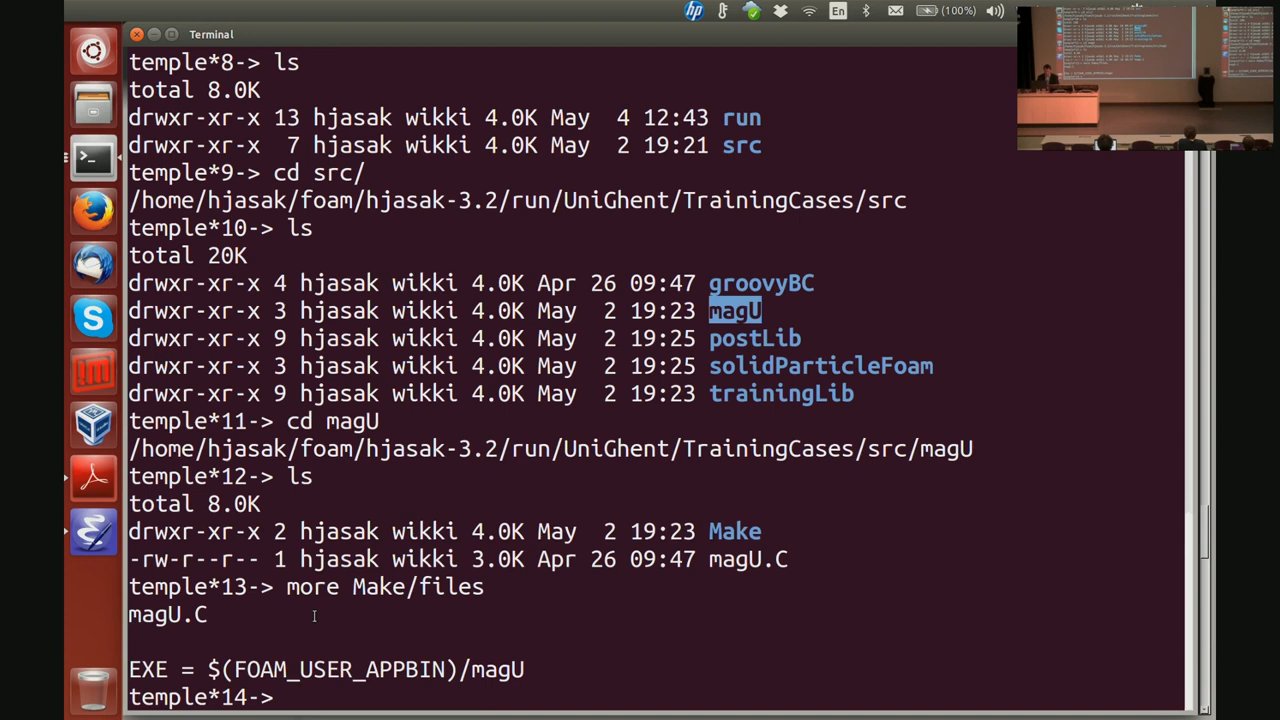 En
(100%)
Terminal
temple*8-> ls
total 8.0K
drwxr-xr-x 13 hjasak wikki 4.0K May  4 12:43 run
drwxr-xr-x  7 hjasak wikki 4.0K May  2 19:21 src
temple*9-> cd src/
/home/hjasak/foam/hjasak-3.2/run/UniGhent/TrainingCases/src
temple*10-> ls
total 20K
drwxr-xr-x 4 hjasak wikki 4.0K Apr 26 09:47 groovyBC
drwxr-xr-x 3 hjasak wikki 4.0K May  2 19:23 magU
drwxr-xr-x 9 hjasak wikki 4.0K May  2 19:25 postLib
drwxr-xr-x 3 hjasak wikki 4.0K May  2 19:25 solidParticleFoam
drwxr-xr-x 9 hjasak wikki 4.0K May  2 19:23 trainingLib
temple*11-> cd magU
/home/hjasak/foam/hjasak-3.2/run/UniGhent/TrainingCases/src/magU
temple*12-> ls
total 8.0K
drwxr-xr-x 2 hjasak wikki 4.0K May  2 19:23 Make
-rw-r--r-- 1 hjasak wikki 3.0K Apr 26 09:47 magU.C
temple*13-> more Make/files
magU.C
EXE = $(FOAM_USER_APPBIN)/magU
temple*14->